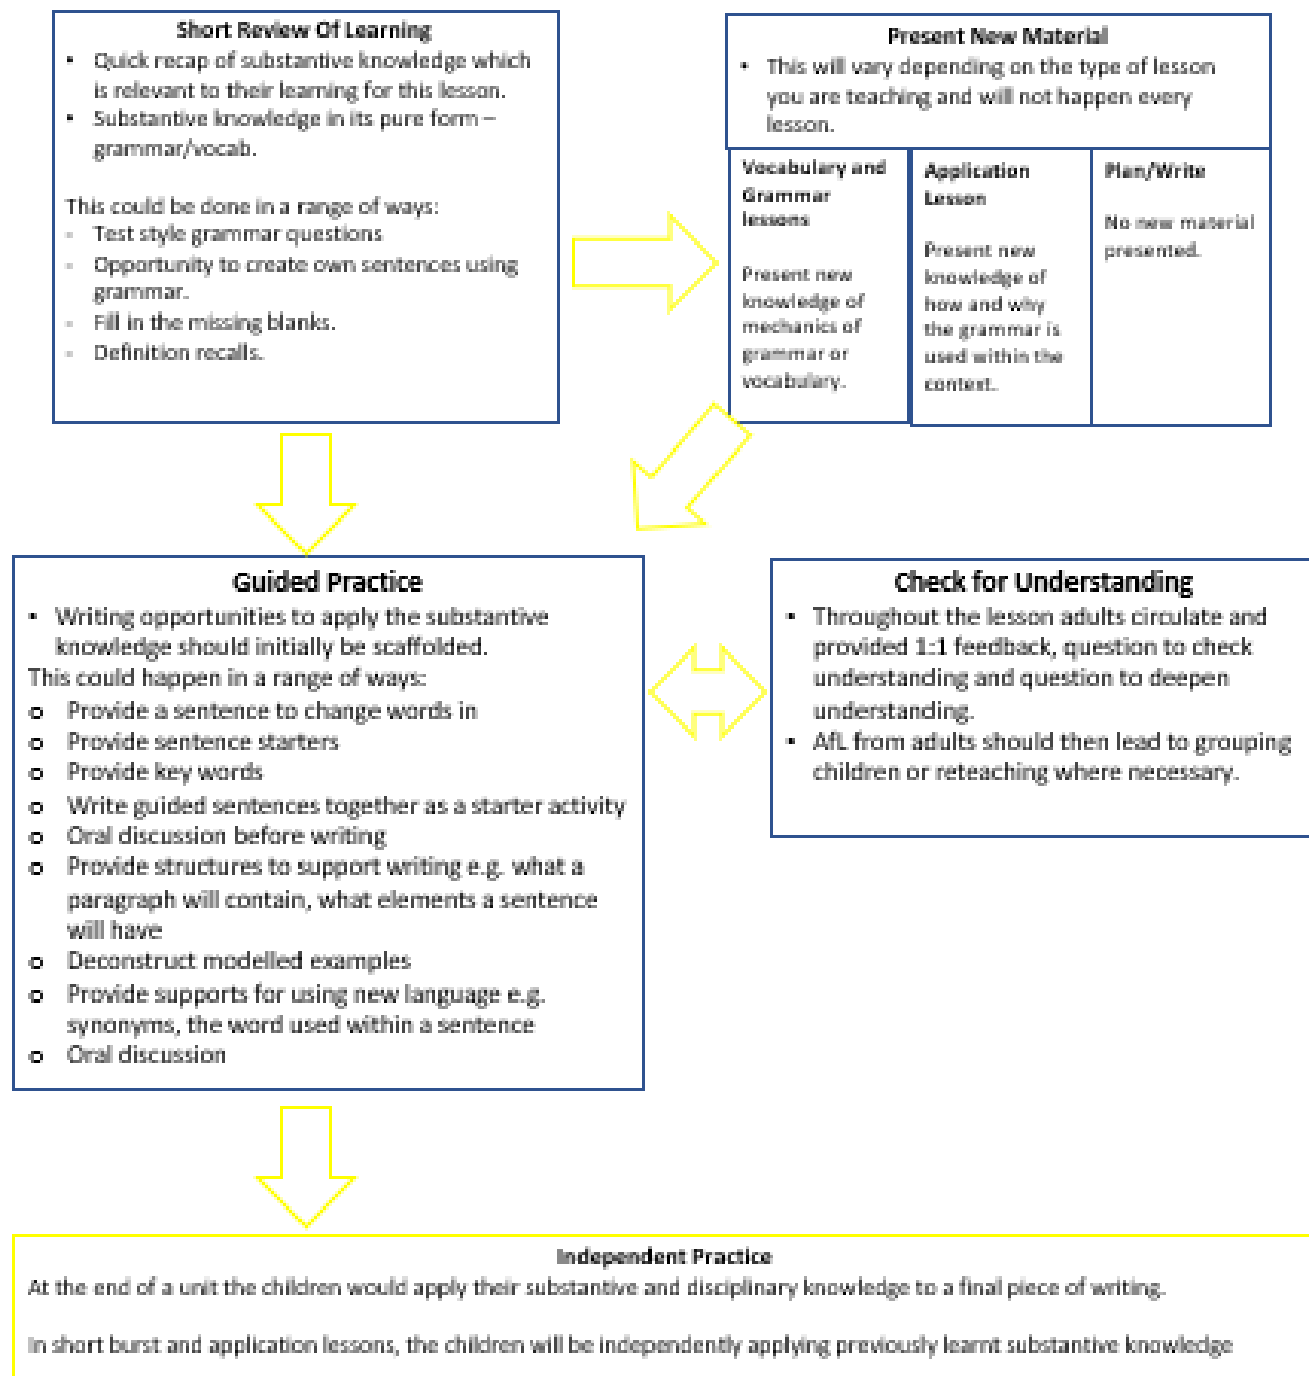 Short Review Of Learning
• Quick recap of substantive knowledge which
is relevant to their learning for this lesson.
• Substantive knowledge in its pure form –
grammar/vocab.
This could be done in a range of ways:
- Test style grammar questions
- Opportunity to create own sentences using
grammar.
- Fill in the missing blanks.
- Definition recalls.
Present New Material
• This will vary depending on the type of lesson
you are teaching and will not happen every
lesson.
Vocabulary and
Grammar
lessons
Present new
knowledge of
mechanics of
grammar or
vocabulary.
Application
Lesson
Present new
knowledge of
how and why
the grammar is
used within the
context.
Plan/Write
No new material
presented.
Guided Practice
• Writing opportunities to apply the substantive
knowledge should initially be scaffolded.
This could happen in a range of ways:
o Provide a sentence to change words in
o Provide sentence starters
o Provide key words
o Write guided sentences together as a starter activity
o Oral discussion before writing
o Provide structures to support writing e.g. what a
paragraph will contain, what elements a sentence
will have
o Deconstruct modelled examples
o Provide supports for using new language e.g.
synonyms, the word used within a sentence
o Oral discussion
Check for Understanding
• Throughout the lesson adults circulate and
provided 1:1 feedback, question to check
understanding and question to deepen
understanding.
• AfL from adults should then lead to grouping
children or reteaching where necessary.
Independent Practice
At the end of a unit the children would apply their substantive and disciplinary knowledge to a final piece of writing.
In short burst and application lessons, the children will be independently applying previously learnt substantive knowledge